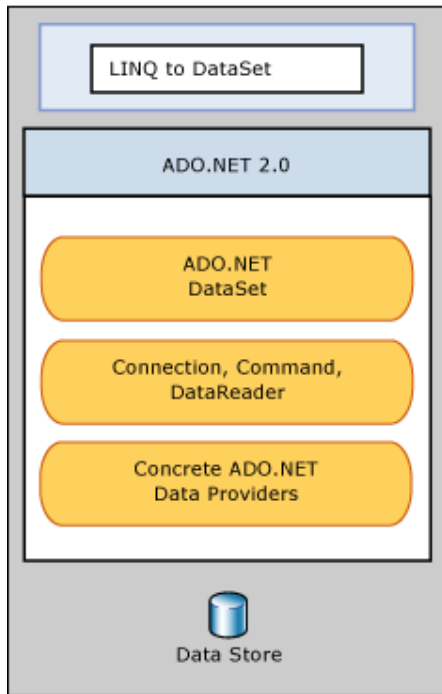 LINQ to DataSet
ADO.NET 2.0
ADO.NET
DataSet
Connection, Command,
DataReader
Concrete ADO.NET
Data Providers
Data Store